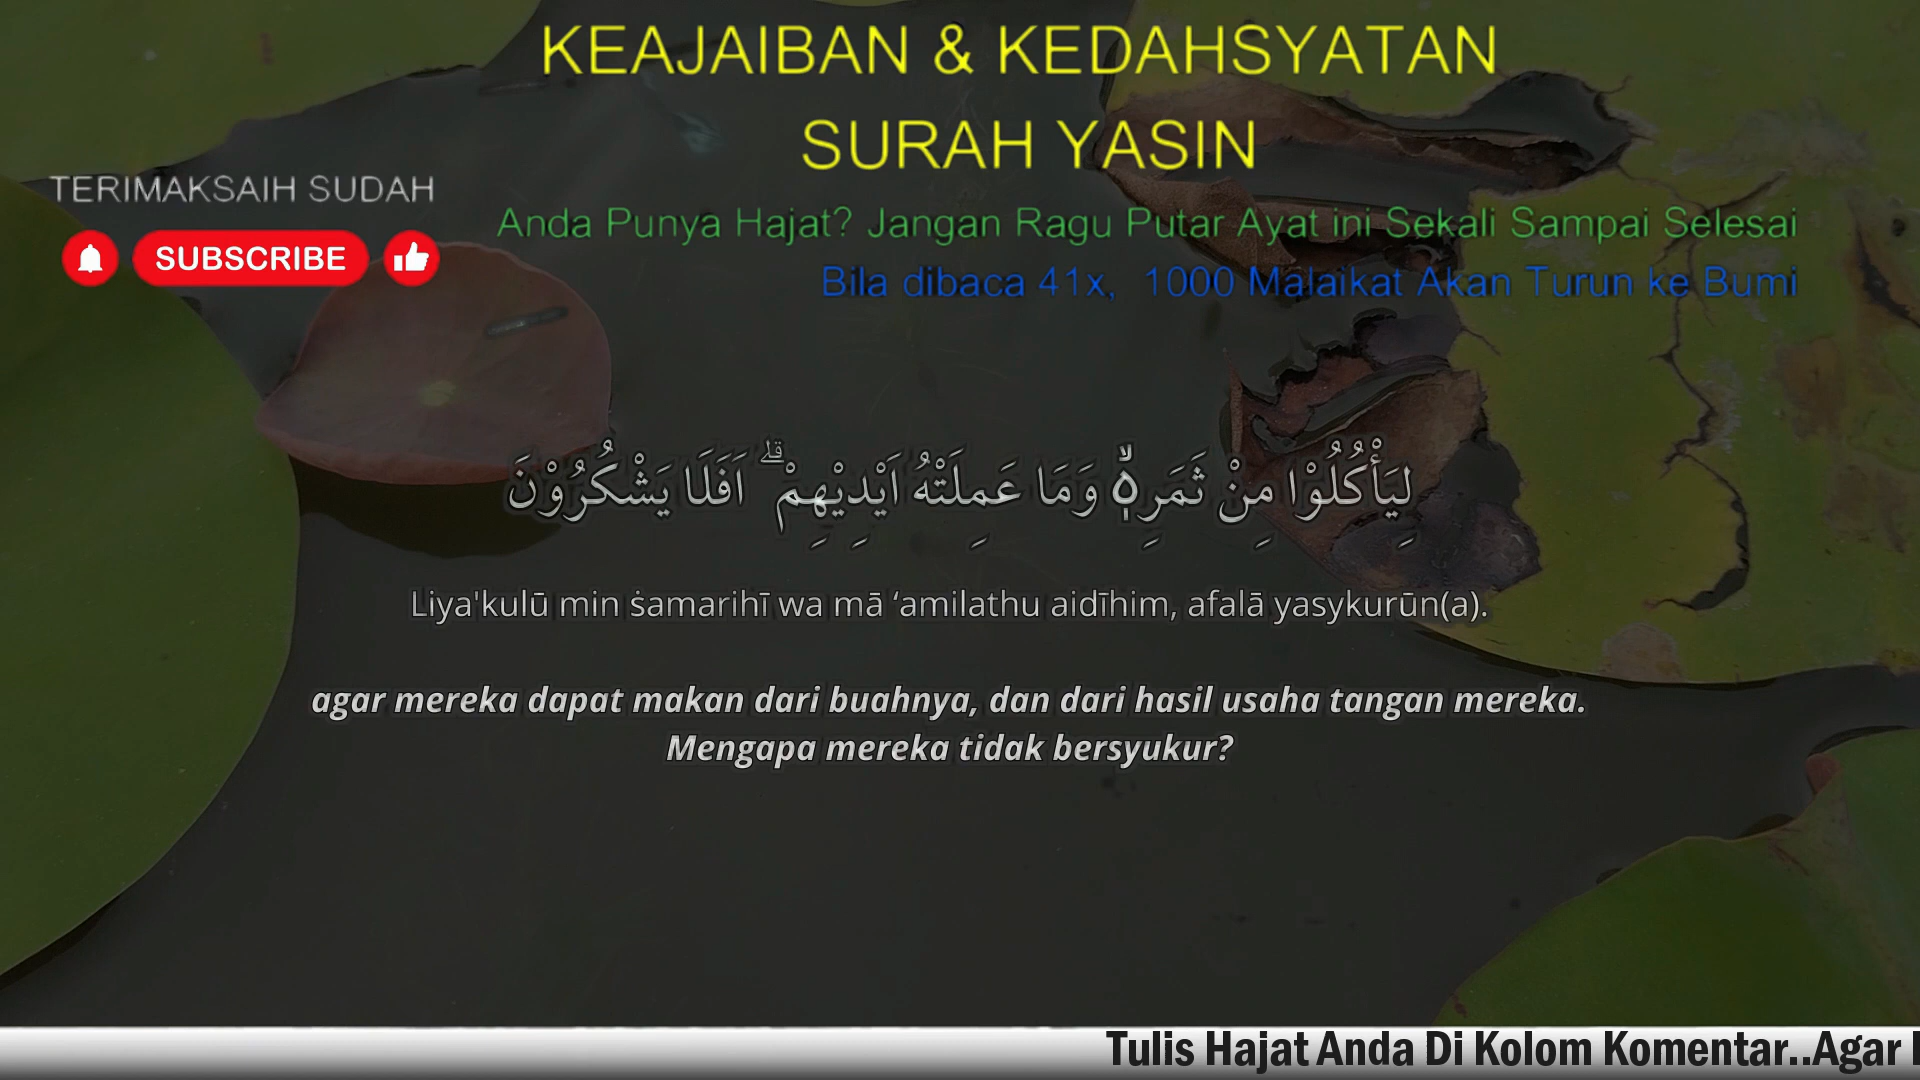 KEAJAIBAN & KEDAHSYATAN
SURAH YASIN
TERIMAKSAIH SUDAH
SUBSCRIBE
Anda Punya Hajat? Jangan Ragu Putar Ayat ini Sekali Sampai Selesai
Bila dibaca 41x, 1000 Malaikat Akan Turun ke Bumi
لِيَأْكُلُوْا مِنْ ثَمَرِهٖۙ وَمَا عَمِلَتْهُ اَيْدِيْهِمْ ۗ اَفَلَا يَشْكُرُوْنَ
Liya'kulū min ṡamarihī wa mā ‘amilathu aidīhim, afalā yasykurūn(a).
agar mereka dapat makan dari buahnya, dan dari hasil usaha tangan mereka.
Mengapa mereka tidak bersyukur?
Tulis Hajat Anda Di Kolom Komentar..Agar